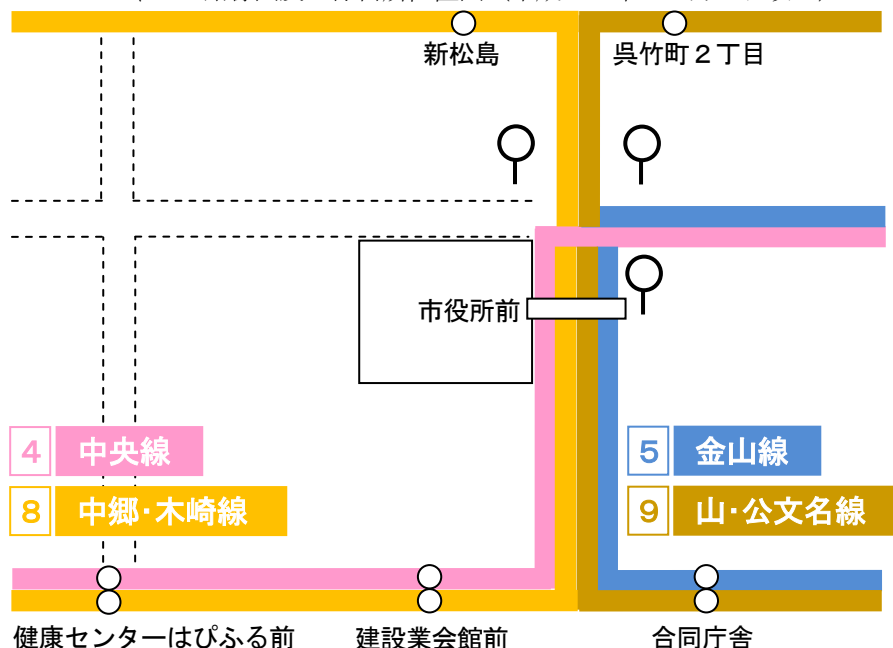 新松島
呉竹町2丁目
市役所前
4 中央線
5 金山線
8 中郷・木崎線
9 山・公文名線
健康センターはぴふる前
建設業会館前
合同庁舎